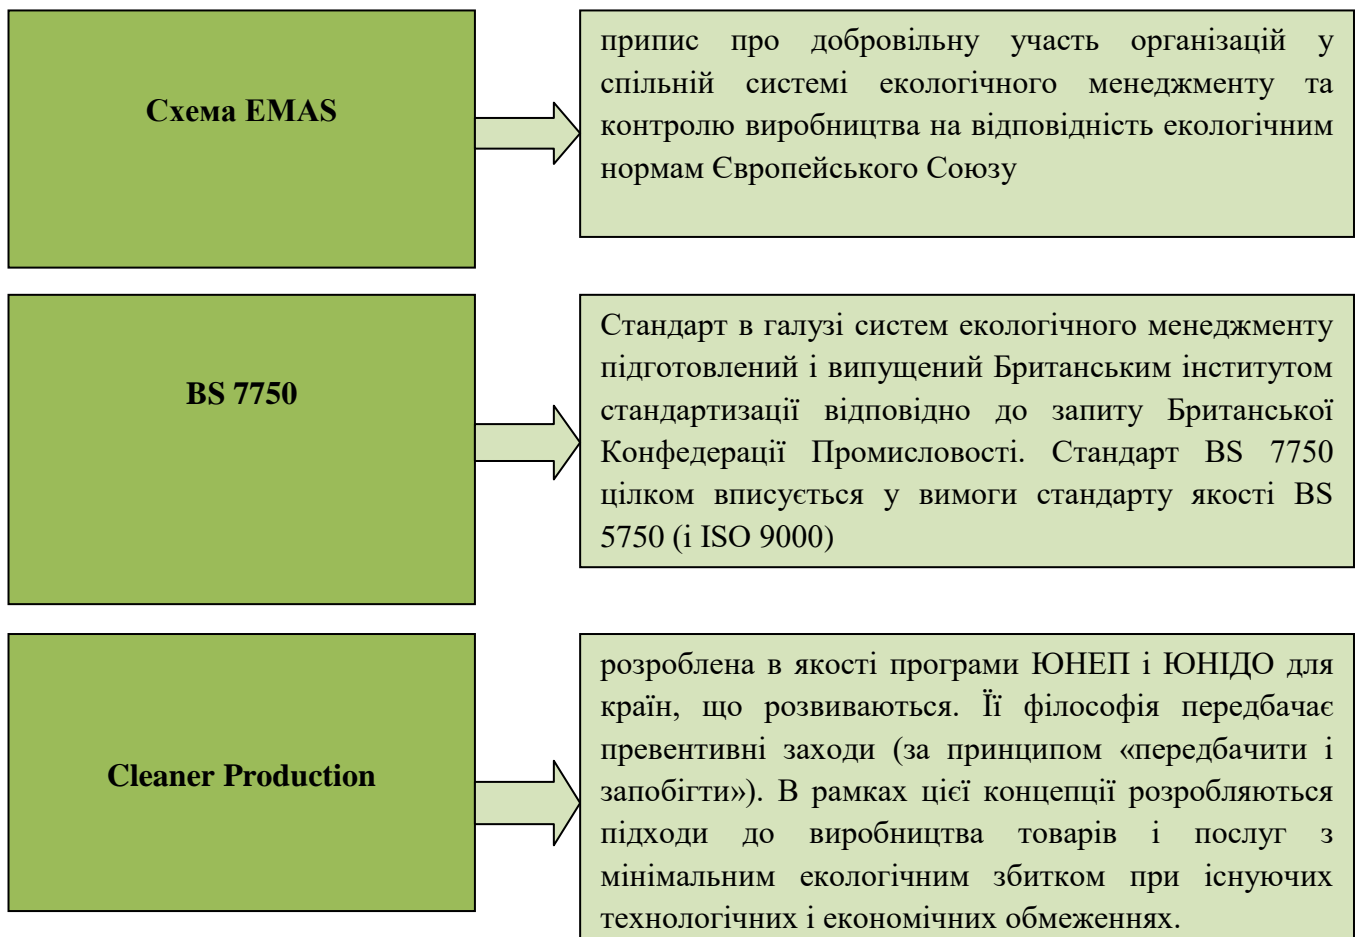 Схема EMAS
припис про добровільну участь організацій у
спільній системі екологічного менеджменту та
контролю виробництва на відповідність екологічним
нормам Європейського Союзу
BS 7750
Стандарт в галузі систем екологічного менеджменту
підготовлений і випущений Британським інститутом
стандартизації відповідно до запиту Британської
Конфедерації Промисловості. Стандарт BS 7750
цілком вписується у вимоги стандарту якості BS
5750 (і ISO 9000)
Cleaner Production
розроблена в якості програми ЮНЕП і ЮНІДО для
країн, що розвиваються. Її філософія передбачає
превентивні заходи (за принципом «передбачити і
запобігти»). В рамках цієї концепції розробляються
підходи до виробництва товарів і послуг з
мінімальним екологічним збитком при існуючих
технологічних і економічних обмеженнях.